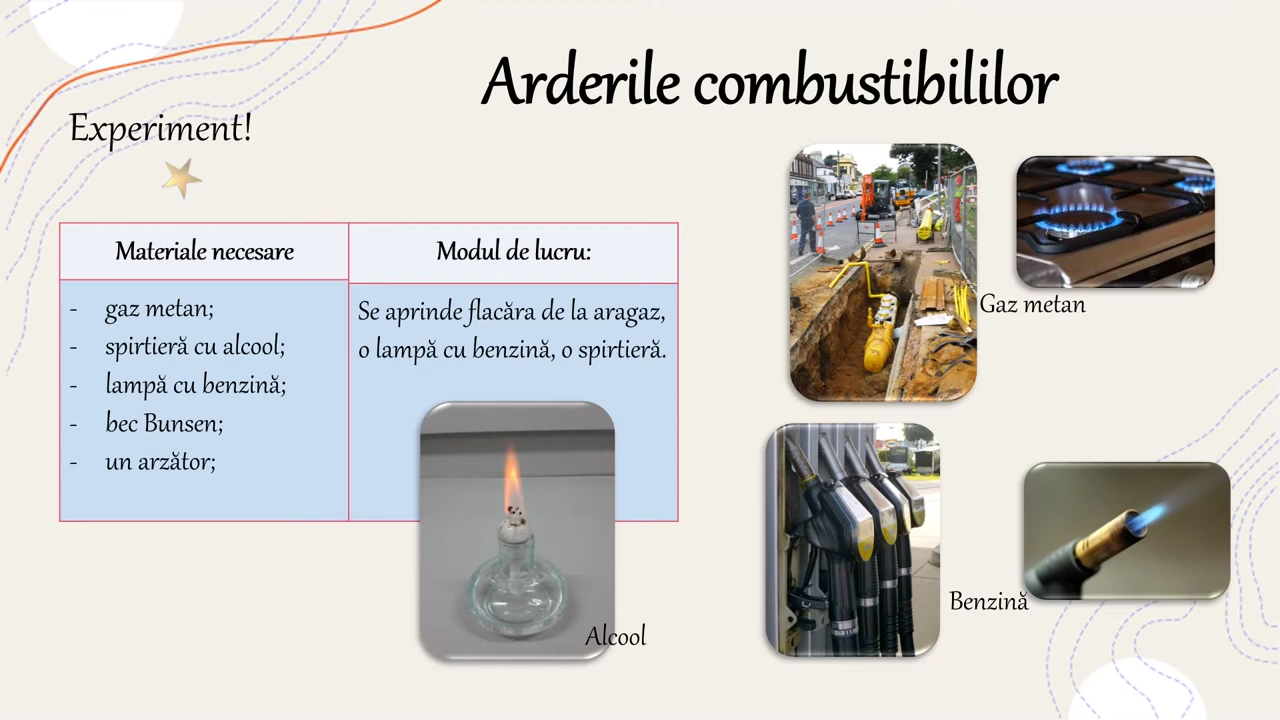 Arderile combustibililor
Experiment!
Materiale necesare
- gaz metan;
- spirtieră cu alcool;
- lampă cu benzină;
- bec Bunsen;
- un arzător;
Modul de lucru:
Se aprinde flacăra de la aragaz,
o lampă cu benzină, o spirtieră.
Alcool
Gaz metan
Benzină